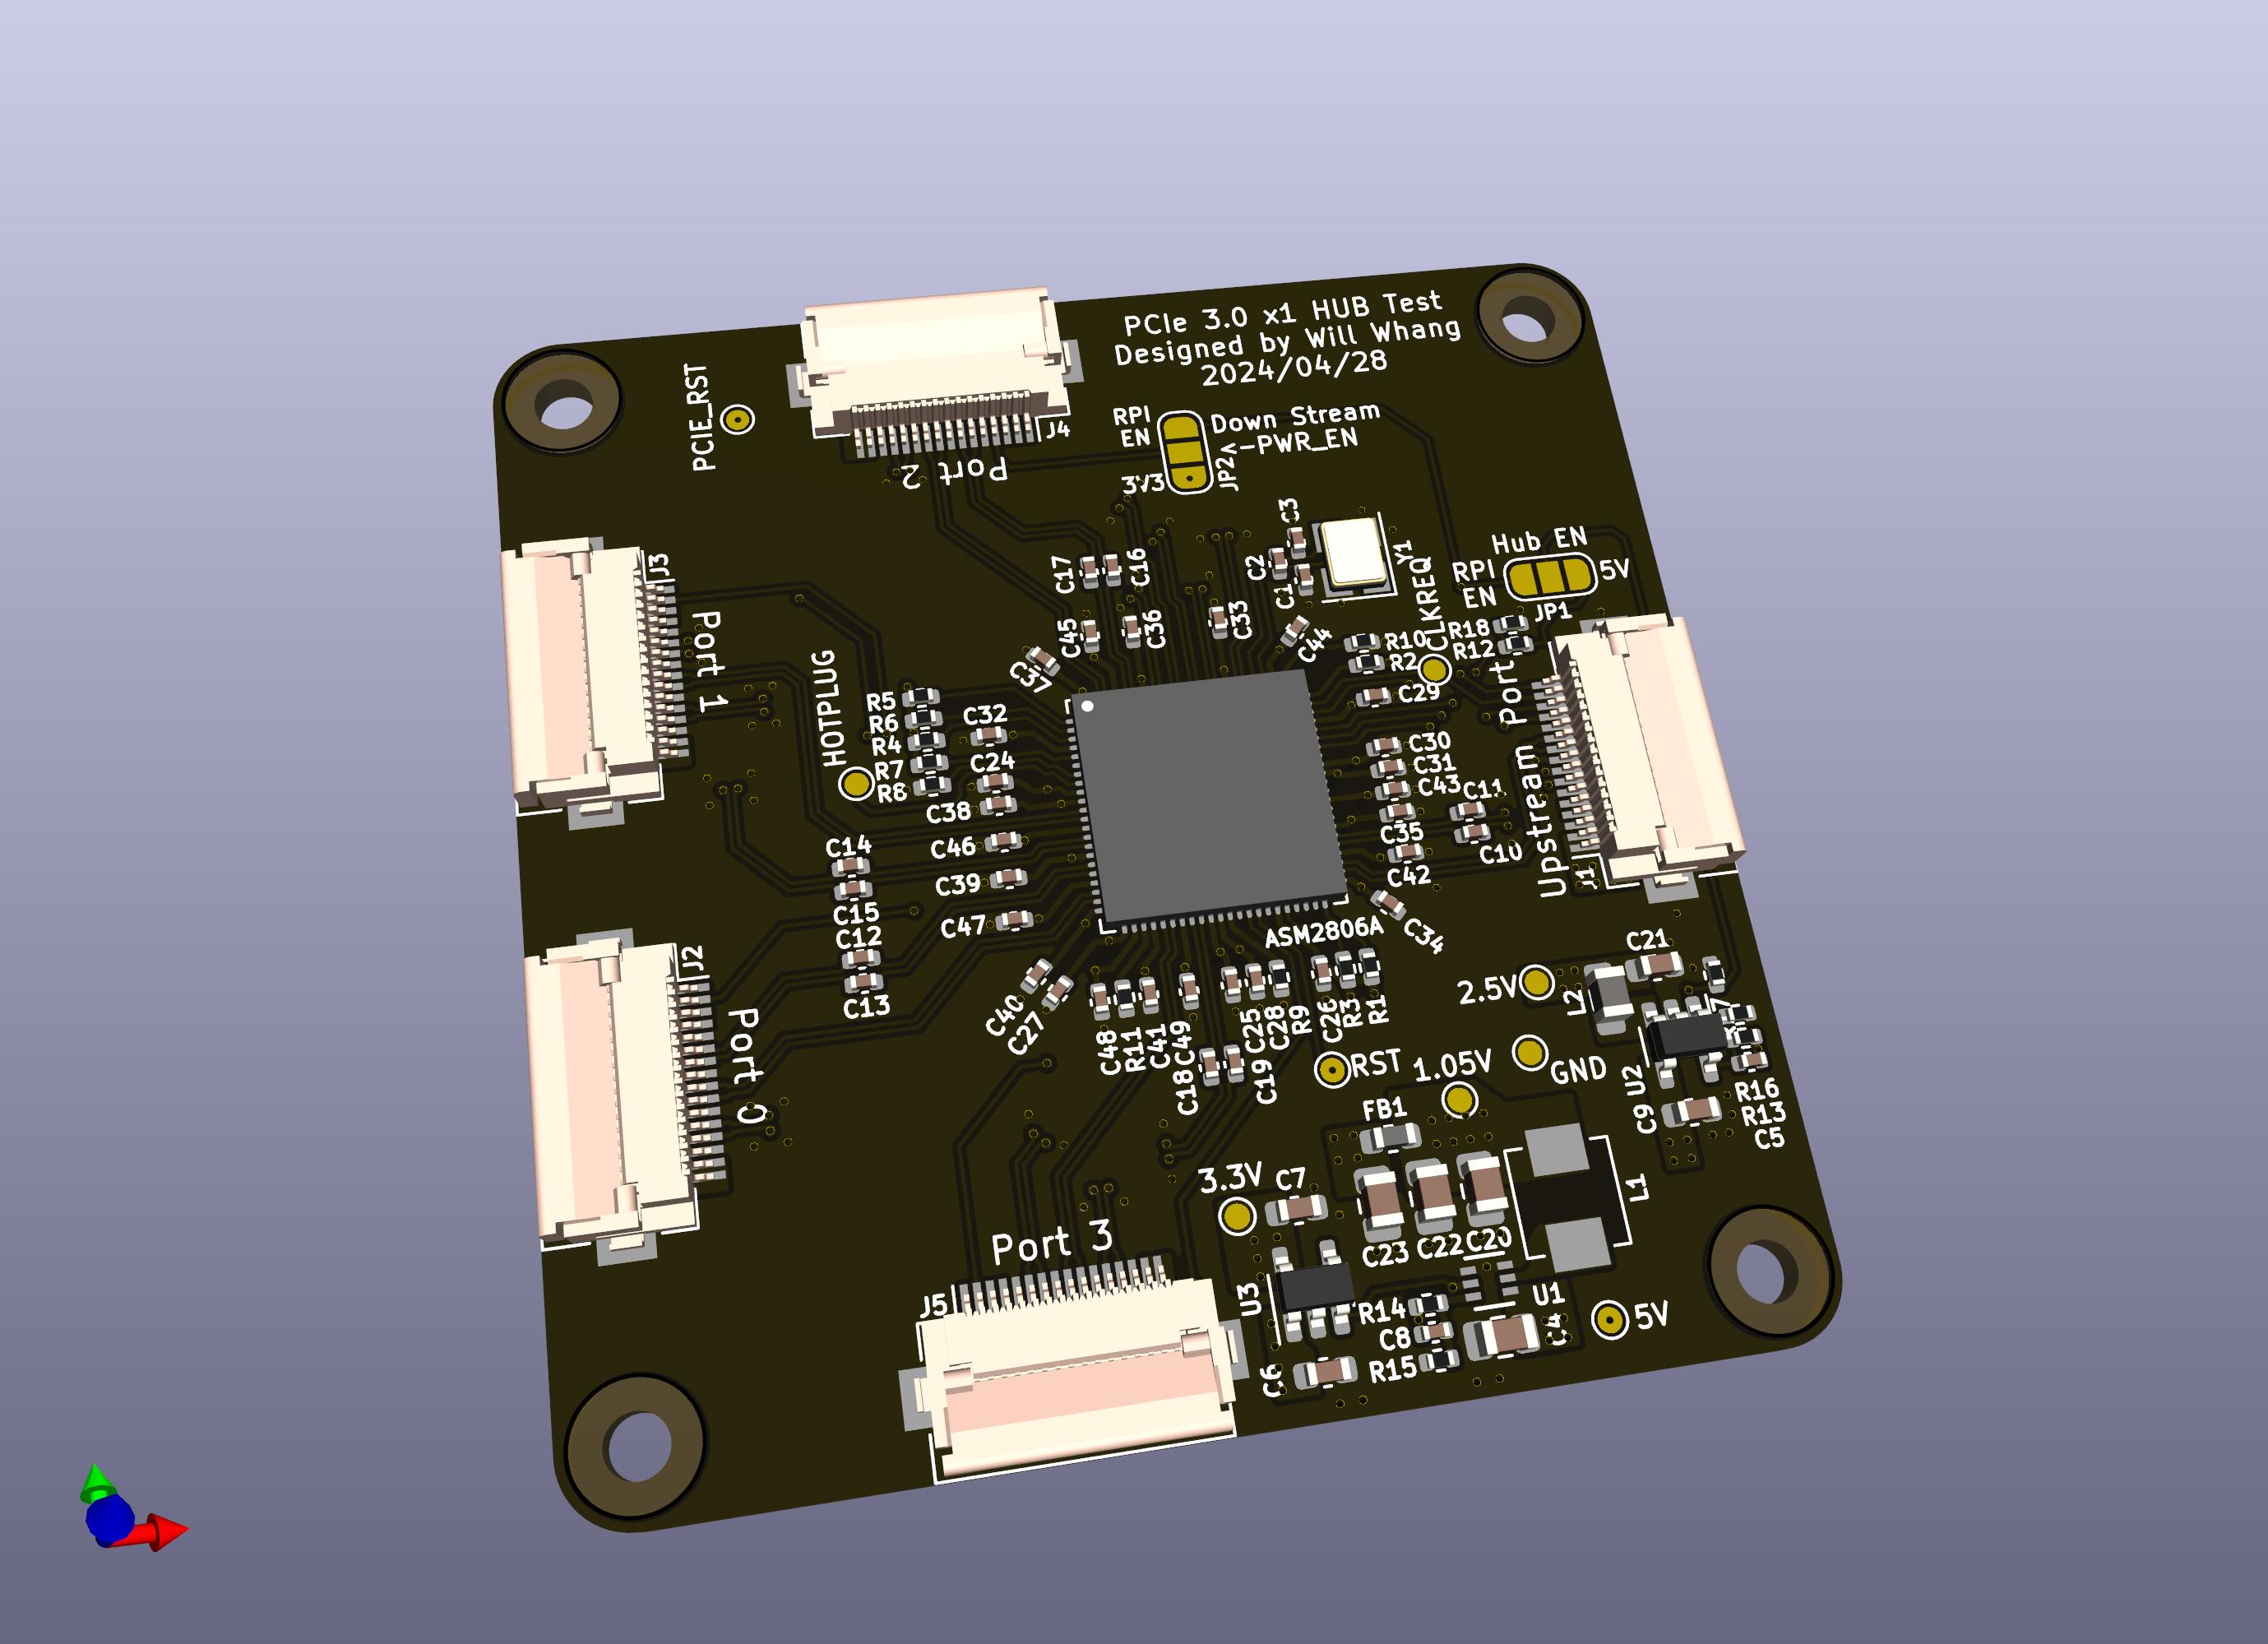 PCIe 3.0 x1 HUB Test
Designed by Will Whang
2024/04/28
PCIE_RST
J4
Port 2
RPI
EN
Down Stream
<-PWR_EN
JP2
3V3
C3
C2
C1
Y1
Hub EN
RPI
EN
5V
JP1
J3
Port 1
C17
C16
C45
C36
C33
C44
CLKREQ
R10
R2
R18
R12
C37
C29
HOTPLUG
R5
R6
R4
R7
R8
C32
C24
C38
C46
C39
C47
C30
C31
C43
C11
C35
C10
C42
C34
Upstream Port
J1
C14
C15
C12
C13
J2
Port 0
ASM2806A
C40
C27
C48
R11
C41
C49
C25
C28
R9
C26
R3
R1
C18
C19
RST
2.5V
C21
L2
GND
1.05V
U2
C9
R16
R13
C5
FB1
3.3V
C7
C23
C22
C20
L1
Port 3
J5
U3
R14
C8
R15
C6
U1
C4
5V